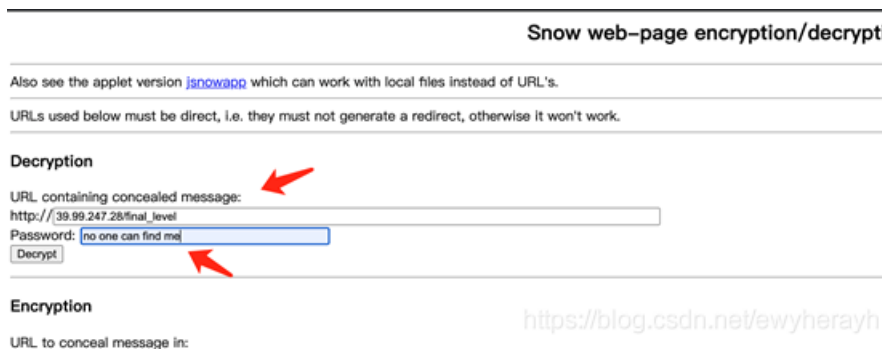 Snow web-page encryption/decrypti
Also see the applet version jsnowapp which can work with local files instead of URL's.
URLs used below must be direct, i.e. they must not generate a redirect, otherwise it won't work.
Decryption
URL containing concealed message:
http://39.99.247.28/final_level
Password: no one can find me
Decrypt
Encryption
https://blog.csdn.net/ewyherayh
URL to conceal message in: